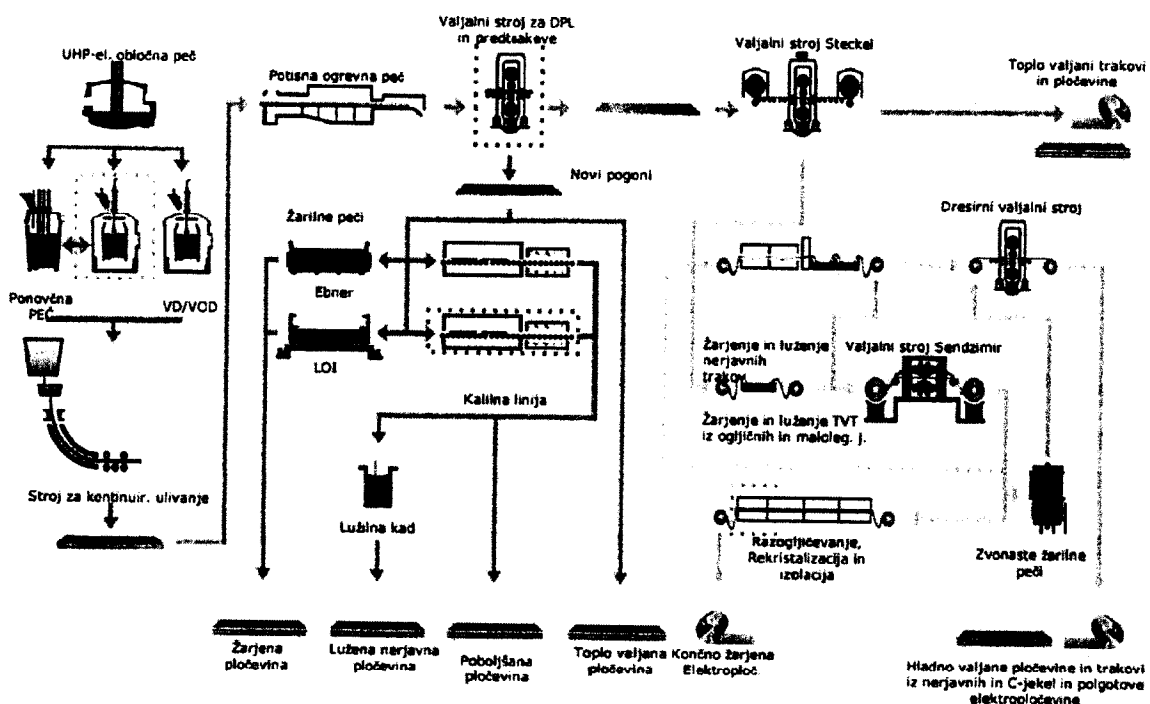 Valjalni stroj za DPL
in predtrakove
UHP-el. obločna peč
Potisna ogrevna peč
Valjalni stroj Steckel
Toplo valjani trakovi
in pločevine
Novi pogoni
Žarilne peči
Ebner
LOI
Kalilna linija
Ponovčna
PEČ
VD/VOD
Stroj za kontinuir. ulivanje
Lužilna kad
Dresirni valjalni stroj
Žarjenje in luženje
nerjavnih
trakov
Valjalni stroj Sendzimir
Žarjenje in luženje TVT
iz ogljičnih in maloleg. j.
Razogljičevanje,
Rekristalizacija in
izolacija
Zvonaste žarilne
peči
Žarjena
pločevina
Lužena nerjavna
pločevina
Poboljšana
pločevina
Toplo valjana
pločevina
Končno žarjena
Elektroploč.
Hladno valjane pločevine in trakovi
iz nerjavnih in C-jekel in polgotove
elektropločevine